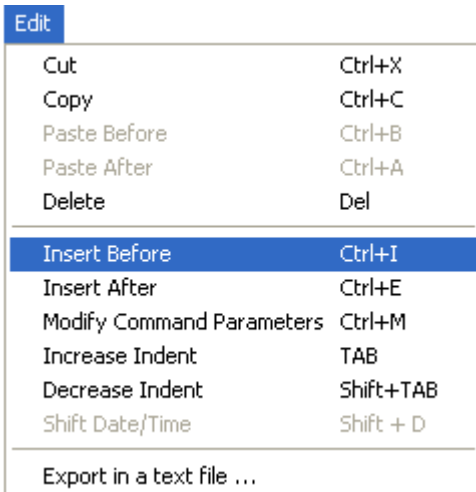 Edit
Cut Ctrl+X
Copy Ctrl+C
Paste Before Ctrl+B
Paste After Ctrl+A
Delete Del
Insert Before Ctrl+I
Insert After Ctrl+E
Modify Command Parameters Ctrl+M
Increase Indent TAB
Decrease Indent Shift+TAB
Shift Date/Time Shift + D
Export in a text file ...